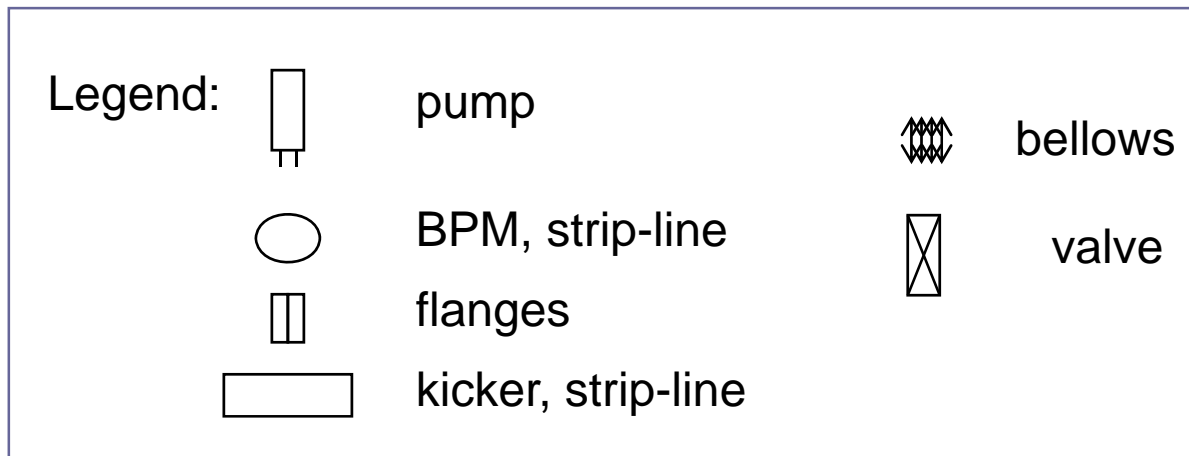 Legend:
pump
BPM, strip-line
flanges
kicker, strip-line
bellows
valve